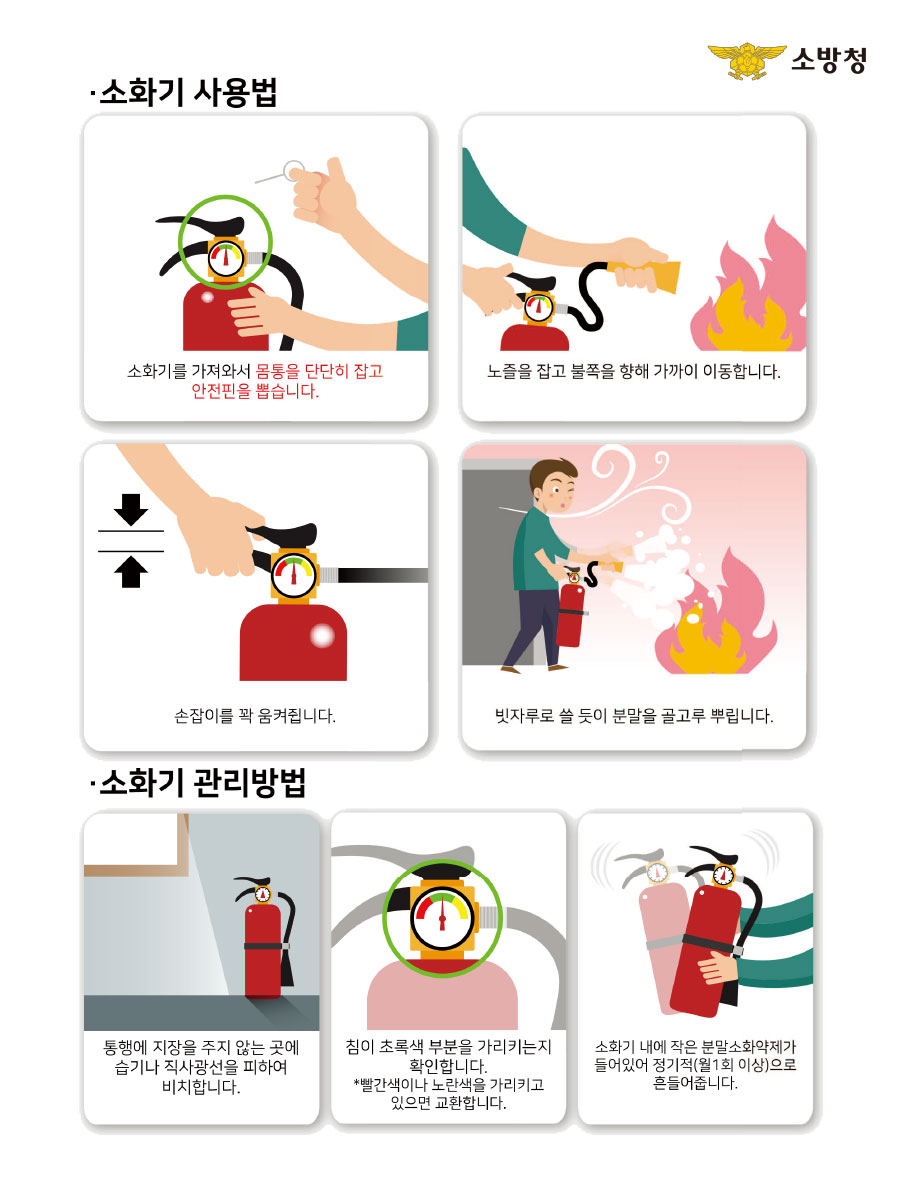 소방청
·소화기 사용법
소화기를 가져와서 몸통을 단단히 잡고
안전핀을 뽑습니다.
노즐을 잡고 불쪽을 향해 가까이 이동합니다.
손잡이를 꽉 움켜쥡니다.
빗자루로 쓸 듯이 분말을 골고루 뿌립니다.
·소화기 관리방법
통행에 지장을 주지 않는 곳에
습기나 직사광선을 피하여
비치합니다.
침이 초록색 부분을 가리키는지
확인합니다.
*빨간색이나 노란색을 가리키고
있으면 교환합니다.
소화기 내에 작은 분말소화약제가
들어있어 정기적(월1회 이상)으로
흔들어줍니다.